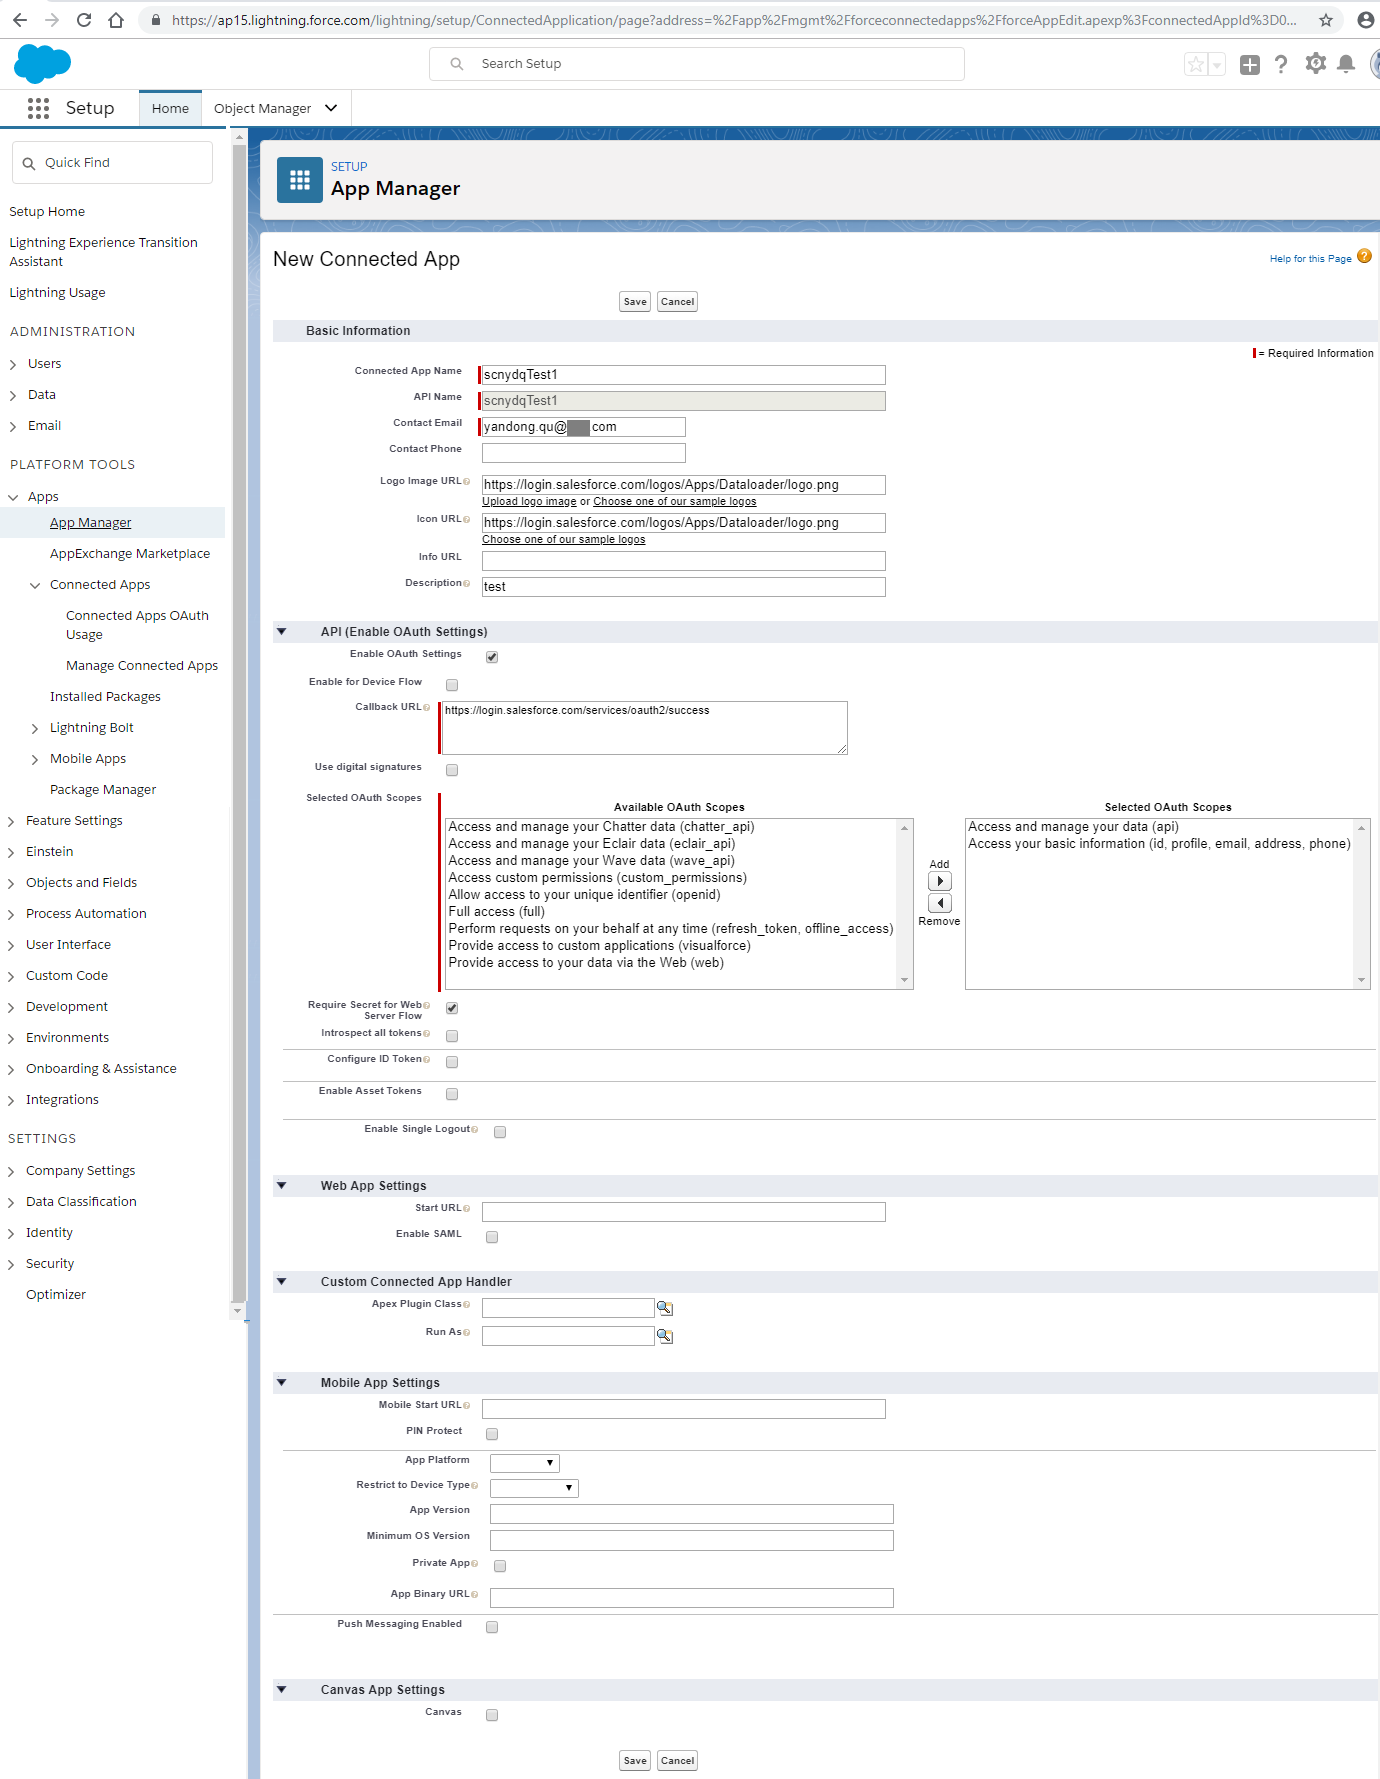 https://ap15.lightning.force.com/lightning/setup/ConnectedApplication/page?address=%2Fapp%2Fmgmt%2Fforceconnectedapps%2FforceAppEdit.apexp%3FconnectedAppId%3D0...
Search Setup
Setup
Home
Object Manager
Quick Find
Setup Home
Lightning Experience Transition
Assistant
Lightning Usage
ADMINISTRATION
Users
Data
Email
PLATFORM TOOLS
Apps
App Manager
AppExchange Marketplace
Connected Apps
Connected Apps OAuth
Usage
Manage Connected Apps
Installed Packages
Lightning Bolt
Mobile Apps
Package Manager
Feature Settings
Einstein
Objects and Fields
Process Automation
User Interface
Custom Code
Development
Environments
Onboarding & Assistance
Integrations
SETTINGS
Company Settings
Data Classification
Identity
Security
Optimizer
SETUP
App Manager
New Connected App
Help for this Page ?
Save Cancel
Basic Information
= Required Information
Connected App Name scnydqTest1
API Name scnydqTest1
Contact Email yandong.qu@ com
Contact Phone
Logo Image URL https://login.salesforce.com/logos/Apps/Dataloader/logo.png
Upload logo image or Choose one of our sample logos
Icon URL https://login.salesforce.com/logos/Apps/Dataloader/logo.png
Choose one of our sample logos
Info URL
Description test
API (Enable OAuth Settings)
Enable OAuth Settings
Enable for Device Flow
Callback URL https://login.salesforce.com/services/oauth2/success
Use digital signatures
Selected OAuth Scopes
Available OAuth Scopes
Access and manage your Chatter data (chatter_api)
Access and manage your Eclair data (eclair_api)
Access and manage your Wave data (wave_api)
Access custom permissions (custom_permissions)
Allow access to your unique identifier (openid)
Full access (full)
Perform requests on your behalf at any time (refresh_token, offline_access)
Provide access to custom applications (visualforce)
Provide access to your data via the Web (web)
Add
Remove
Selected OAuth Scopes
Access and manage your data (api)
Access your basic information (id, profile, email, address, phone)
Require Secret for Web
Server Flow
Introspect all tokens
Configure ID Token
Enable Asset Tokens
Enable Single Logout
Web App Settings
Start URL
Enable SAML
Custom Connected App Handler
Apex Plugin Class
Run As
Mobile App Settings
Mobile Start URL
PIN Protect
App Platform
Restrict to Device Type
App Version
Minimum OS Version
Private App
App Binary URL
Push Messaging Enabled
Canvas App Settings
Canvas
Save Cancel